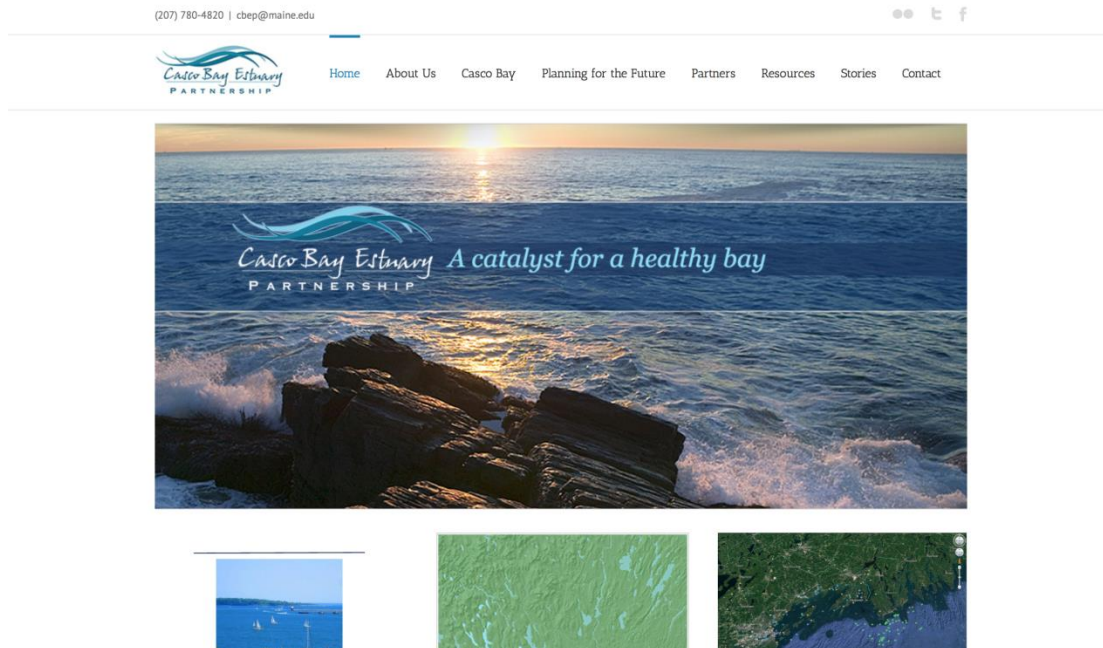 (207) 780-4820 | cbep@maine.edu
Casco Bay Estuary
PARTNERSHIP
Home About Us Casco Bay Planning for the Future Partners Resources Stories Contact
Casco Bay Estuary
PARTNERSHIP
A catalyst for a healthy bay